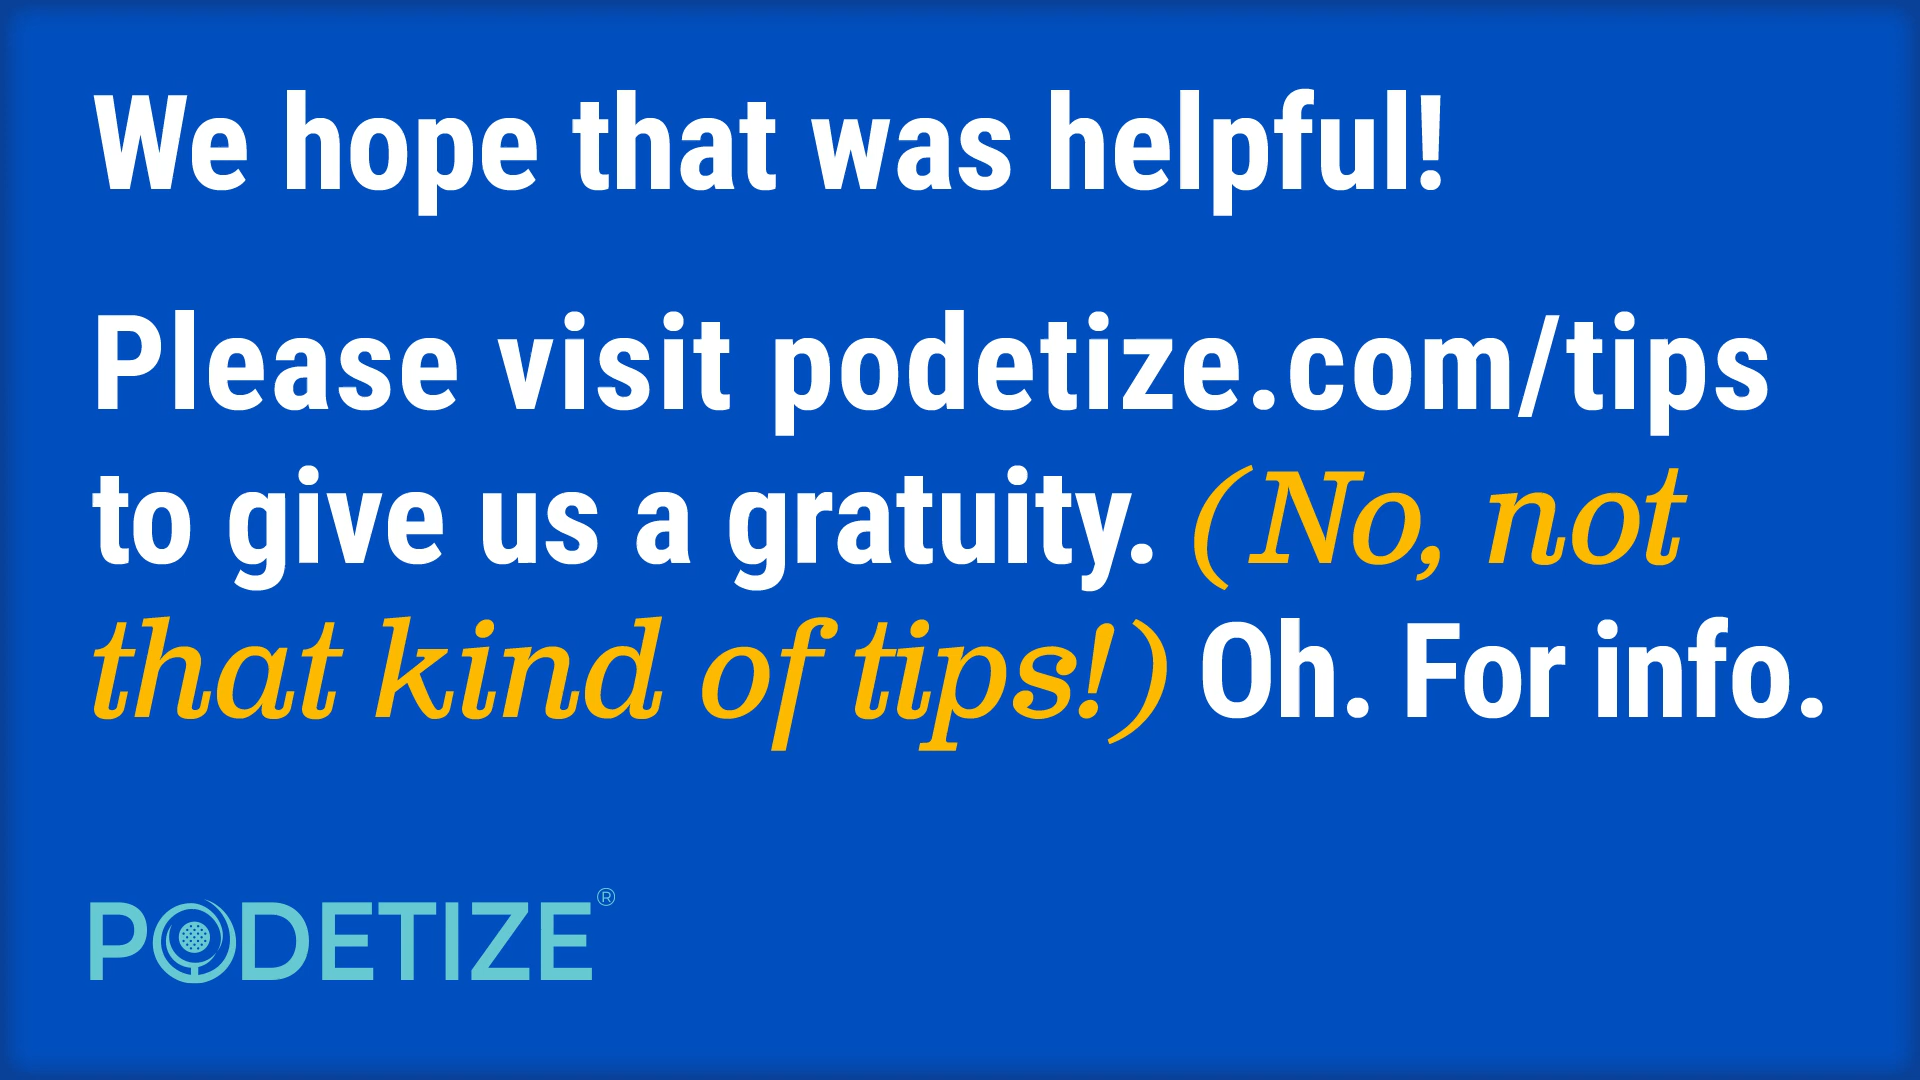 We hope that was helpful!
Please visit podetize.com/tips
to give us a gratuity. (No, not
that kind of tips!) Oh. For info.
PODETIZE®